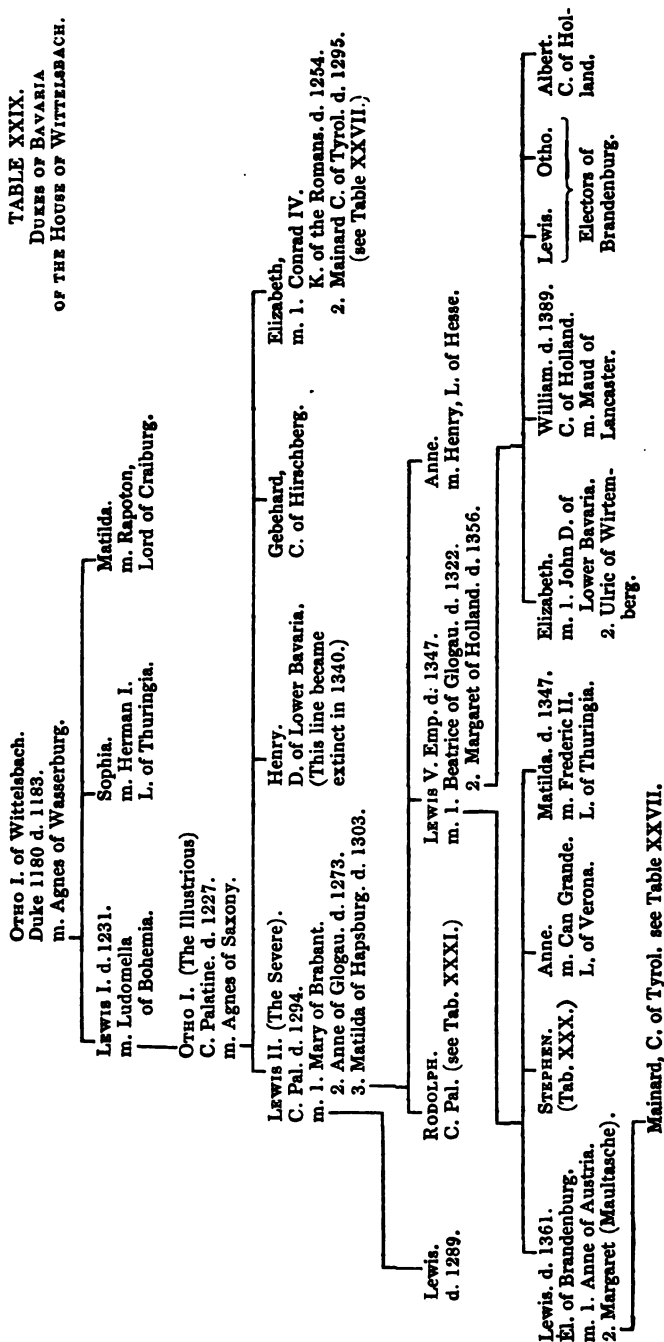 TABLE XXIX.
DUKES OF BAVARIA
OF THE HOUSE OF WITTELSBACH.
OTHO I. of Wittelsbach.
Duke 1180 d. 1183.
m. Agnes of Wasserburg.
LEWIS I. d. 1231.
m. Ludomella
of Bohemia.
Sophia.
m. Herman I.
L. of Thuringia.
Matilda.
m. Rapoton,
Lord of Craiburg.
OTHO I. (The Illustrious)
C. Palatine. d. 1227.
m. Agnes of Saxony.
LEWIS II. (The Severe).
C. Pal. d. 1294.
m. 1. Mary of Brabant.
2. Anne of Glogau. d. 1273.
3. Matilda of Hapsburg. d. 1303.
Henry.
D. of Lower Bavaria.
(This line became
extinct in 1340.)
Gebehard,
C. of Hirschberg.
Elizabeth,
m. 1. Conrad IV.
K. of the Romans. d. 1254.
2. Mainard C. of Tyrol. d. 1295.
(see Table XXVII.)
Lewis.
d. 1289.
RODOLPH.
C. Pal. (see Tab. XXXI.)
LEWIS V. Emp. d. 1347.
m. 1. Beatrice of Glogau. d. 1322.
2. Margaret of Holland. d. 1356.
Anne.
m. Henry, L. of Hesse.
Lewis. d. 1361.
El. of Brandenburg.
m. 1. Anne of Austria.
2. Margaret (Maultasche).
STEPHEN.
(Tab. XXX.)
Anne.
m. Can Grande.
L. of Verona.
Matilda. d. 1347.
m. Frederic II.
L. of Thuringia.
Elizabeth.
m. 1. John D. of
Lower Bavaria.
2. Ulric of Wirtem-
berg.
William. d. 1389.
C. of Holland.
m. Maud of
Lancaster.
Lewis. Otho.
Electors of
Brandenburg.
Albert.
C. of Hol-
land.
Mainard, C. of Tyrol. see Table XXVII.